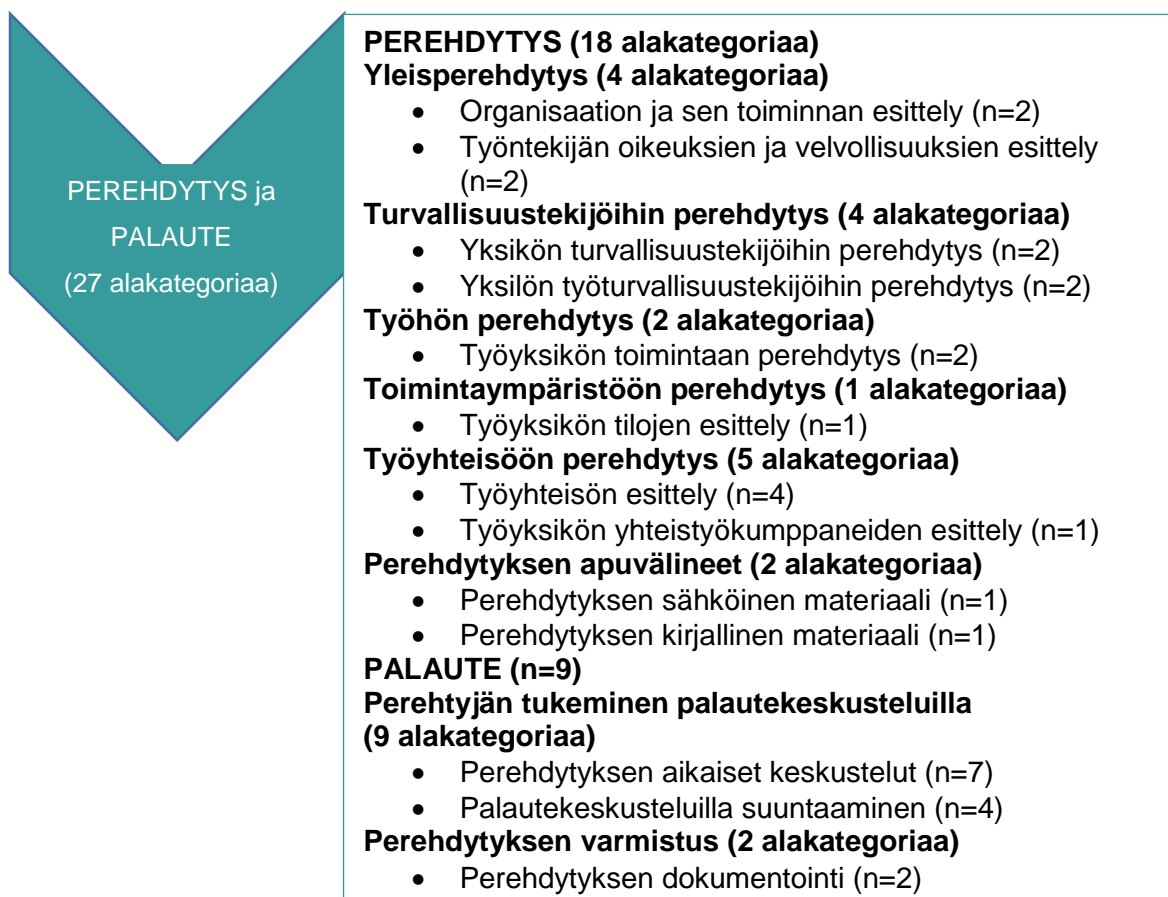 PEREHDYTYS ja
PALAUTE
(27 alakategoriaa)
PEREHDYTYS (18 alakategoriaa)
Yleisperehdytys (4 alakategoriaa)
• Organisaation ja sen toiminnan esittely (n=2)
• Työntekijän oikeuksien ja velvollisuuksien esittely
(n=2)
Turvallisuustekijöihin perehdytys (4 alakategoriaa)
• Yksikön turvallisuustekijöihin perehdytys (n=2)
• Yksilön työturvallisuustekijöihin perehdytys (n=2)
Työhön perehdytys (2 alakategoriaa)
• Työyksikön toimintaan perehdytys (n=2)
Toimintaympäristöön perehdytys (1 alakategoriaa)
• Työyksikön tilojen esittely (n=1)
Työyhteisöön perehdytys (5 alakategoriaa)
• Työyhteisön esittely (n=4)
• Työyksikön yhteistyökumppaneiden esittely (n=1)
Perehdytyksen apuvälineet (2 alakategoriaa)
• Perehdytyksen sähköinen materiaali (n=1)
• Perehdytyksen kirjallinen materiaali (n=1)
PALAUTE (n=9)
Perehtyjän tukeminen palautekeskusteluilla
(9 alakategoriaa)
• Perehdytyksen aikaiset keskustelut (n=7)
• Palautekeskusteluilla suuntaaminen (n=4)
Perehdytyksen varmistus (2 alakategoriaa)
• Perehdytyksen dokumentointi (n=2)